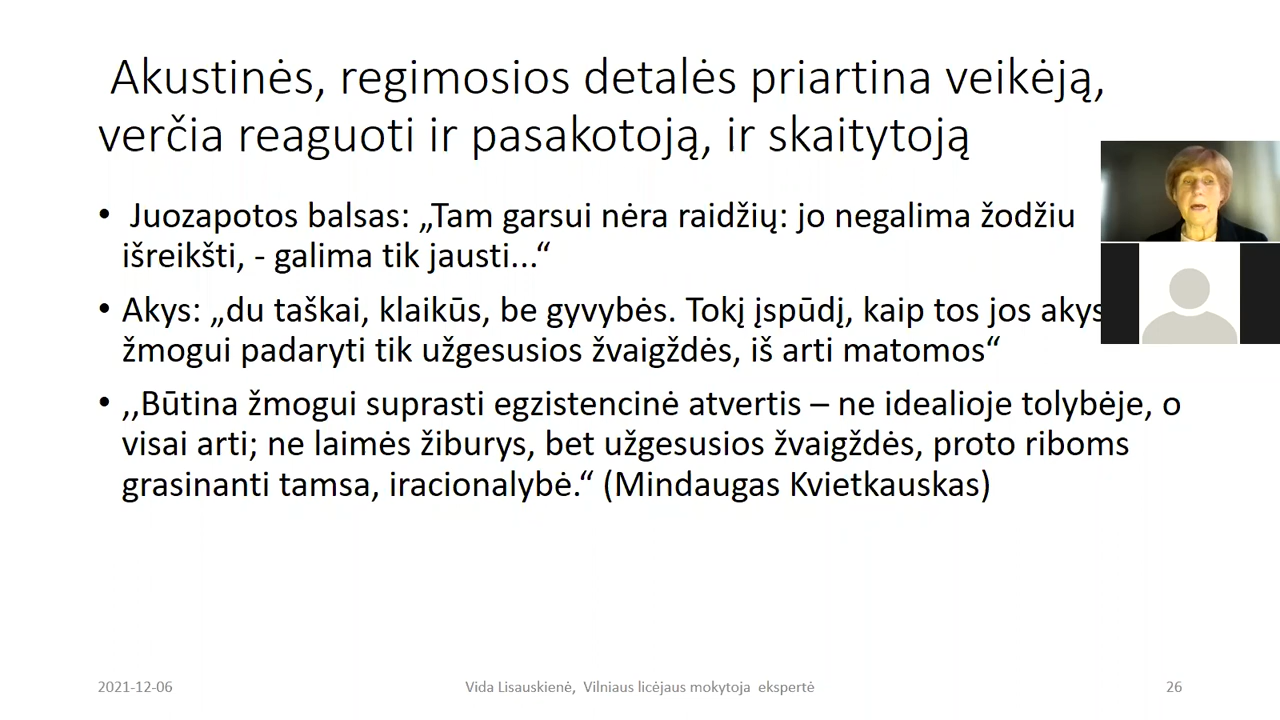 Akustinės, regimosios detalės priartina veikėją,
verčia reaguoti ir pasakotoją, ir skaitytoją
• Juozapotos balsas: „Tam garsui nėra raidžių: jo negalima žodžiu
išreikšti, - galima tik jausti...“
• Akys: „du taškai, klaikūs, be gyvybės. Tokį įspūdį, kaip tos jos akys
žmogui padaryti tik užgesusios žvaigždės, iš arti matomos“
• ,,Būtina žmogui suprasti egzistencinė atvertis – ne idealioje tolybėje, o
visai arti; ne laimės žiburys, bet užgesusios žvaigždės, proto riboms
grasinanti tamsa, iracionalybė.“ (Mindaugas Kvietkauskas)
2021-12-06
Vida Lisauskienė, Vilniaus licėjaus mokytoja ekspertė
26